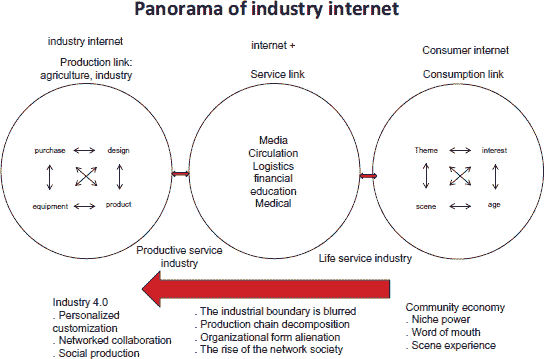 Panorama of industry internet
industry internet
Production link:
agriculture, industry
internet +
Service link
Consumer internet
Consumption link
purchase design
equipment product
Media
Circulation
Logistics
financial
education
Medical
Theme interest
scene age
Productive service
industry
Life service industry
Industry 4.0
. Personalized
customization
. Networked collaboration
. Social production
. The industrial boundary is blurred
. Production chain decomposition
. Organizational form alienation
. The rise of the network society
Community economy
. Niche power
. Word of mouth
. Scene experience